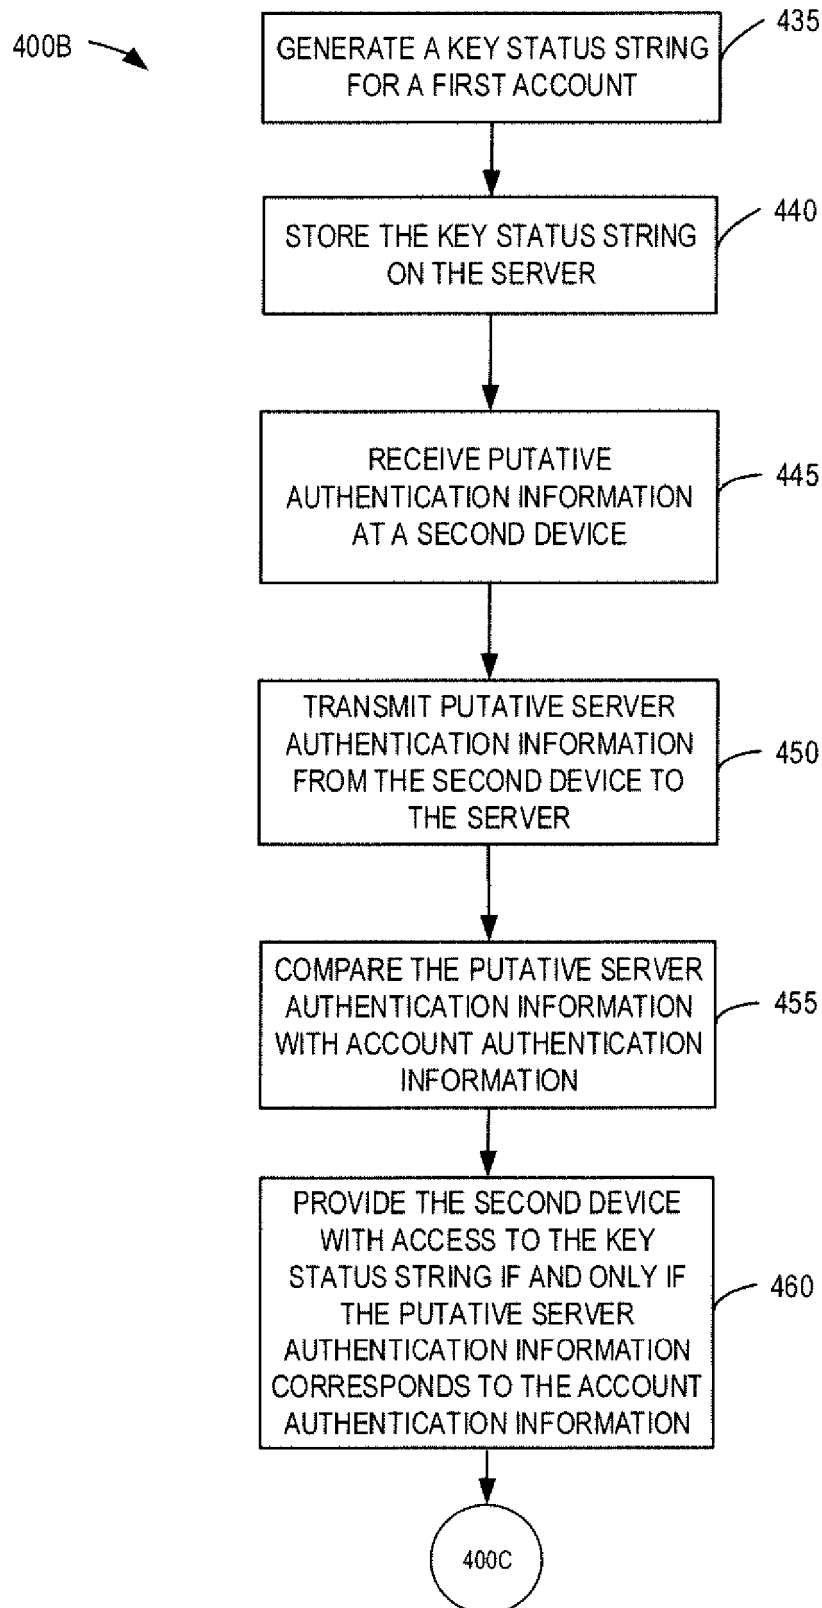 400B
GENERATE A KEY STATUS STRING
FOR A FIRST ACCOUNT
435
STORE THE KEY STATUS STRING
ON THE SERVER
440
RECEIVE PUTATIVE
AUTHENTICATION INFORMATION
AT A SECOND DEVICE
445
TRANSMIT PUTATIVE SERVER
AUTHENTICATION INFORMATION
FROM THE SECOND DEVICE TO
THE SERVER
450
COMPARE THE PUTATIVE SERVER
AUTHENTICATION INFORMATION
WITH ACCOUNT AUTHENTICATION
INFORMATION
455
PROVIDE THE SECOND DEVICE
WITH ACCESS TO THE KEY
STATUS STRING IF AND ONLY IF
THE PUTATIVE SERVER
AUTHENTICATION INFORMATION
CORRESPONDS TO THE ACCOUNT
AUTHENTICATION INFORMATION
460
400C